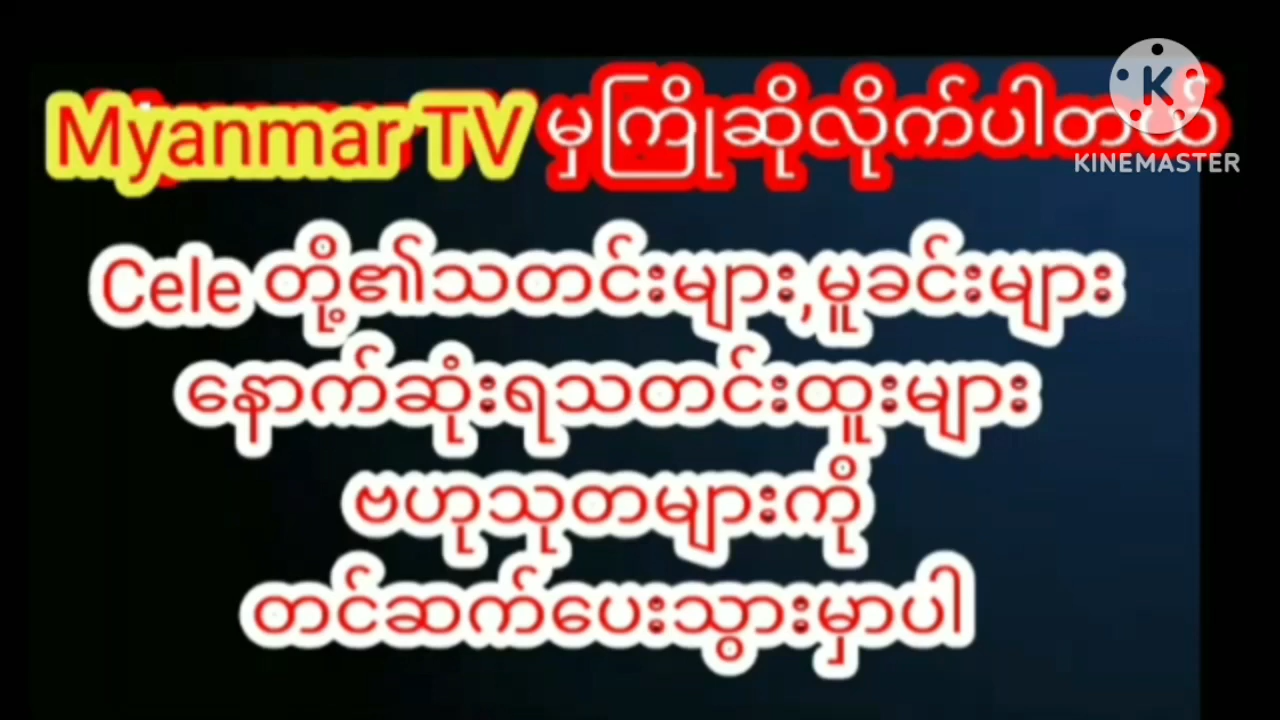 Myanmar TV မှကြိုဆိုလိုက်ပါတယ်
KINEMASTER
Cele တို့၏သတင်းများ,မူခင်းများ
နောက်ဆုံးရသတင်းထူးများ
ဗဟုသုတများကို
တင်ဆက်ပေးသွားမှာပါ